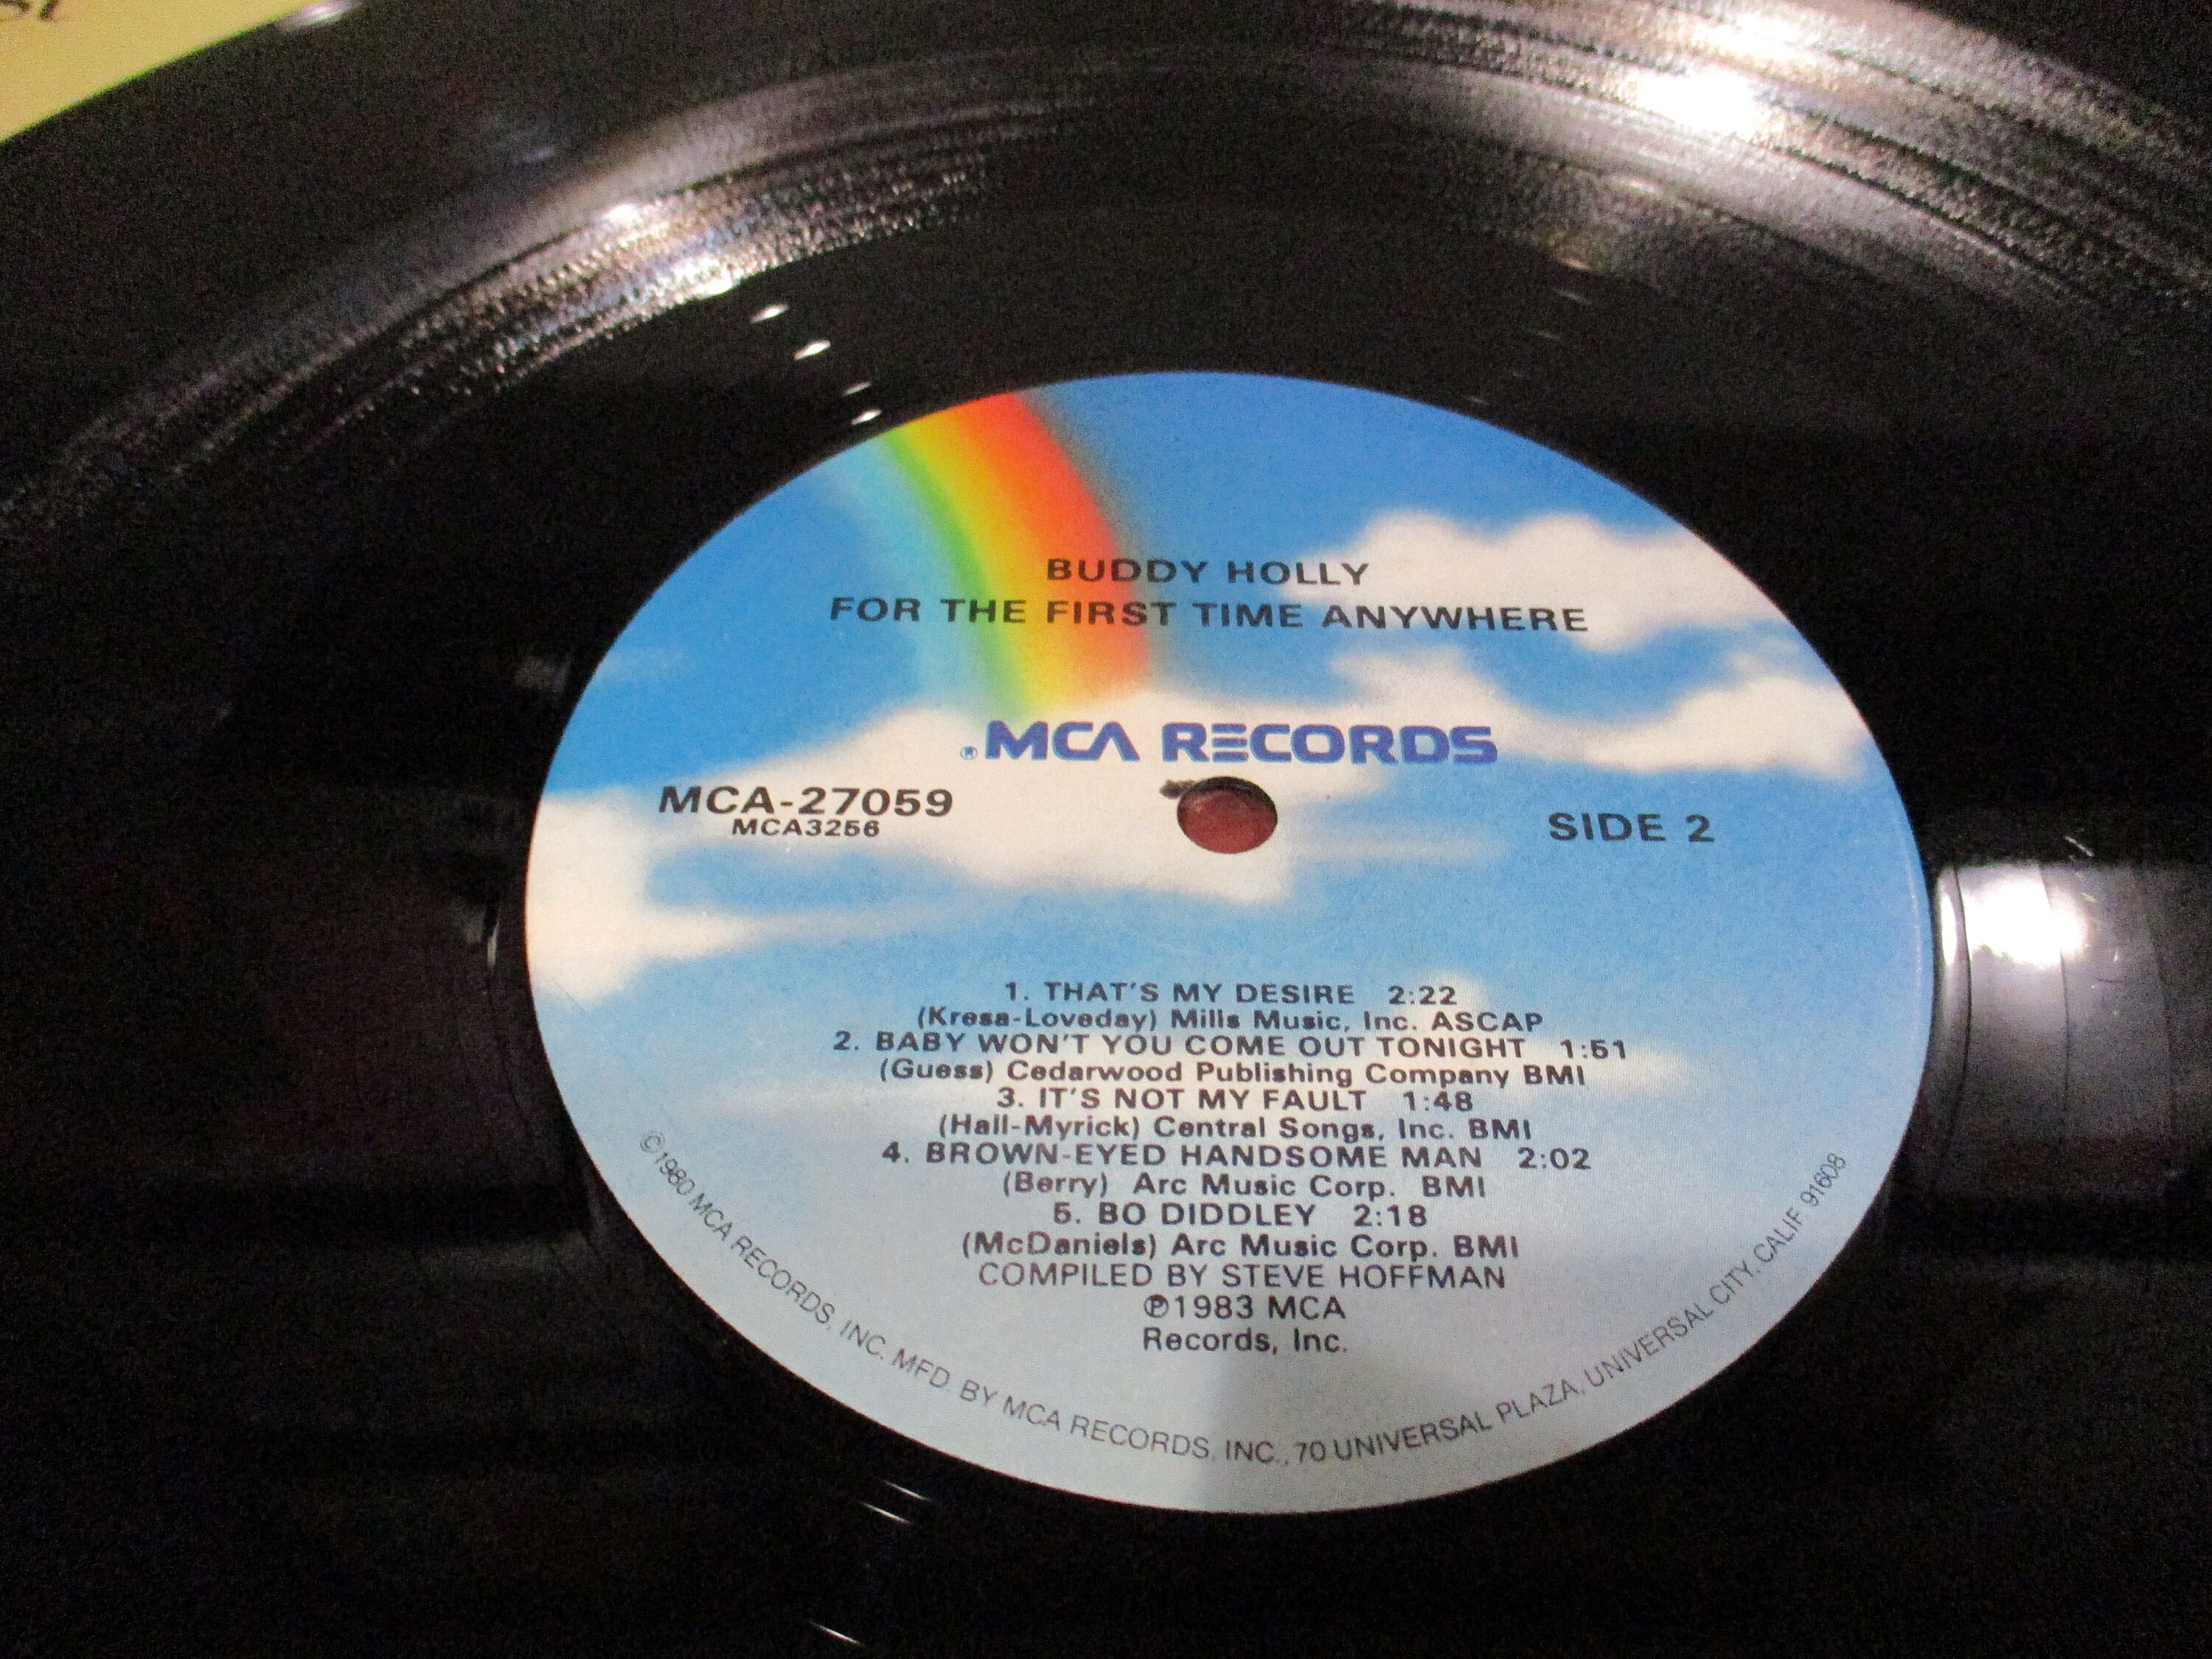 BUDDY HOLLY
FOR THE FIRST TIME ANYWHERE
® MCA RECORDS
MCA-27059
MCA3256
SIDE 2
1. THAT'S MY DESIRE 2:22
(Kresa-Loveday) Mills Music, Inc. ASCAP
2. BABY WON'T YOU COME OUT TONIGHT 1:51
(Guess) Cedarwood Publishing Company BMI
3. IT'S NOT MY FAULT 1:48
(Hall-Myrick) Central Songs, Inc. BMI
4. BROWN-EYED HANDSOME MAN 2:02
(Berry) Arc Music Corp. BMI
5. BO DIDDLEY 2:18
(McDaniels) Arc Music Corp. BMI
COMPILED BY STEVE HOFFMAN
℗1983 MCA
Records, Inc.
©1980 MCA RECORDS, INC. MFD. BY MCA RECORDS, INC., 70 UNIVERSAL PLAZA, UNIVERSAL CITY, CALIF 91608